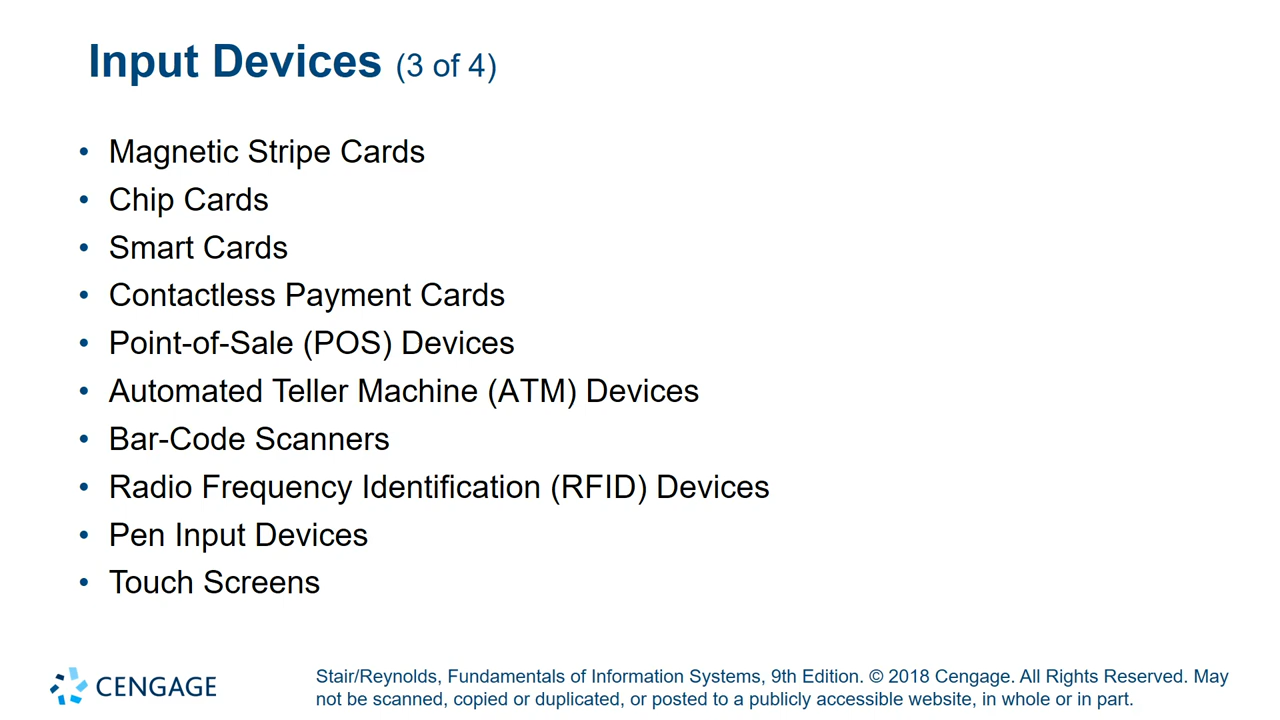 Input Devices (3 of 4)
• Magnetic Stripe Cards
• Chip Cards
• Smart Cards
• Contactless Payment Cards
• Point-of-Sale (POS) Devices
• Automated Teller Machine (ATM) Devices
• Bar-Code Scanners
• Radio Frequency Identification (RFID) Devices
• Pen Input Devices
• Touch Screens
CENGAGE
Stair/Reynolds, Fundamentals of Information Systems, 9th Edition. © 2018 Cengage. All Rights Reserved. May
not be scanned, copied or duplicated, or posted to a publicly accessible website, in whole or in part.